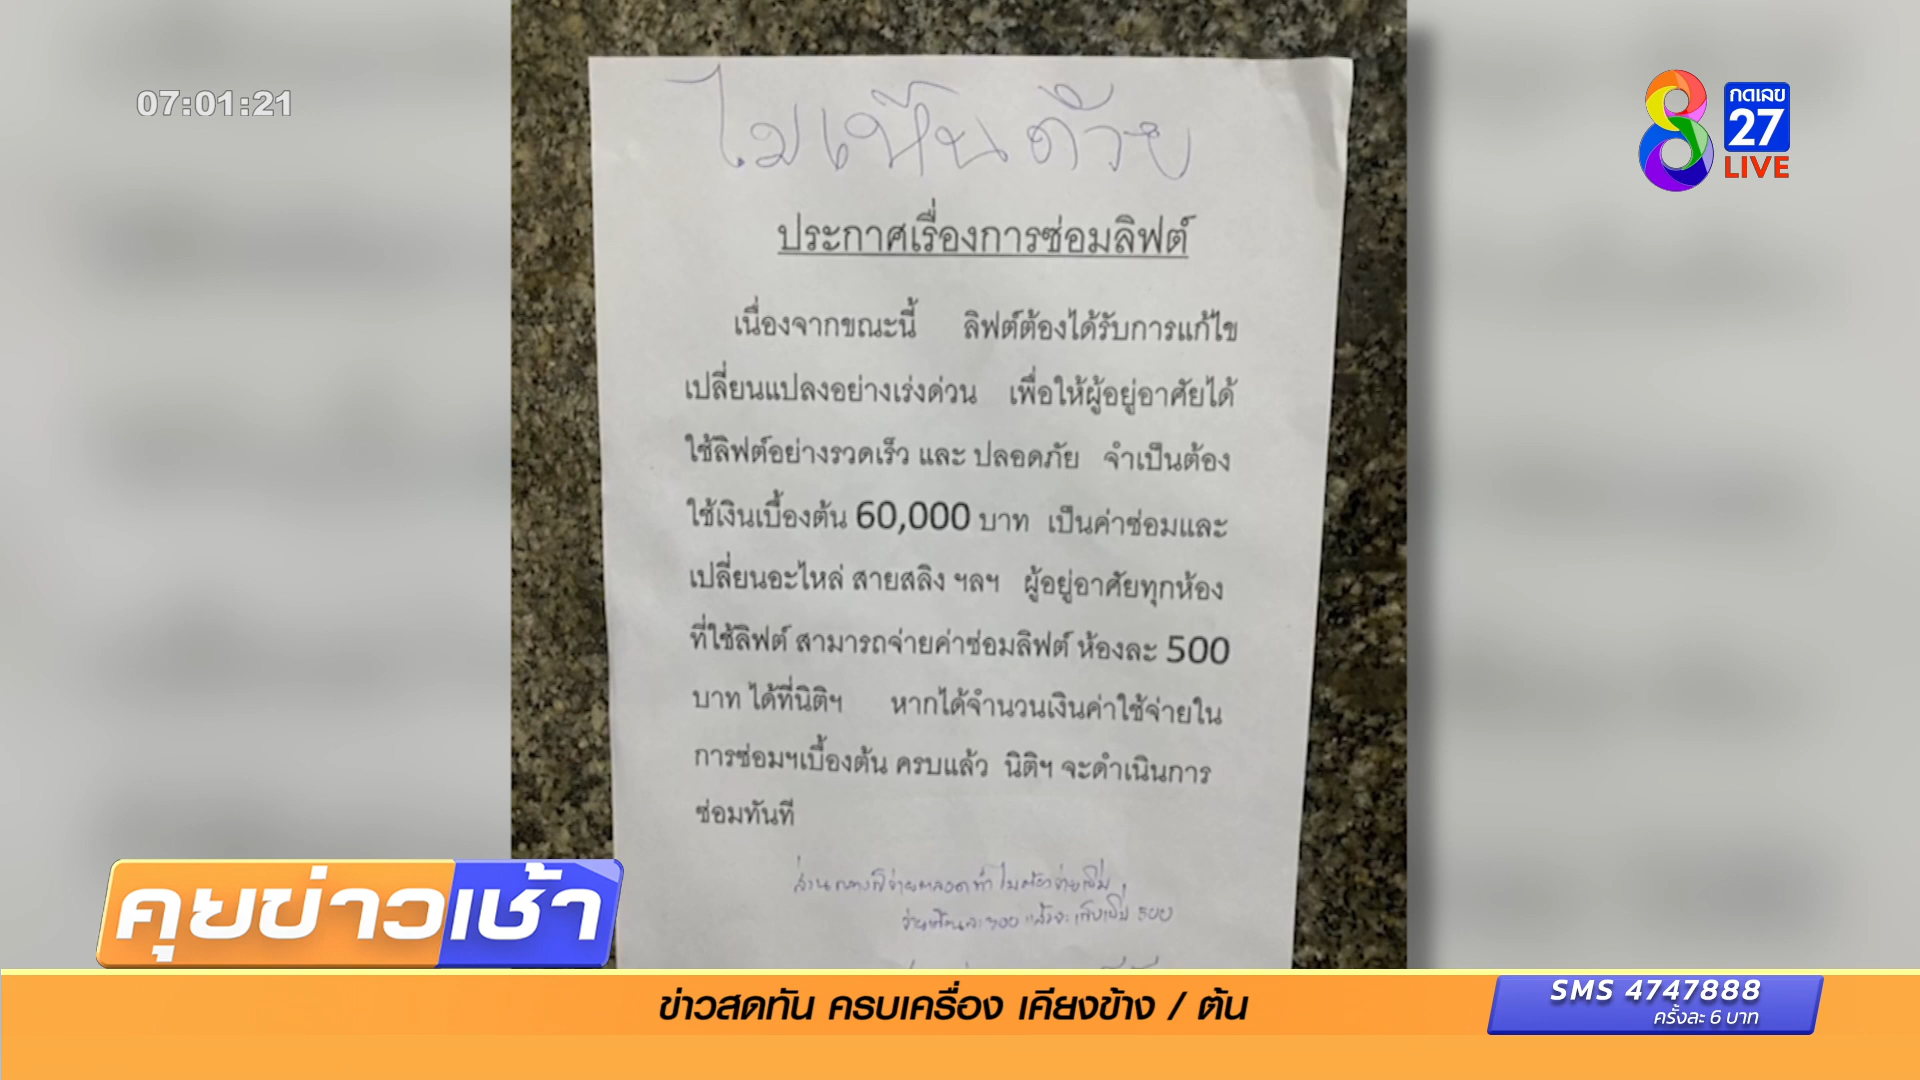 07:01:21
กดเลข
27
LIVE
ไม่เห็นด้วย
ประกาศเรื่องการซ่อมลิฟต์
เนื่องจากขณะนี้ ลิฟต์ต้องได้รับการแก้ไข
เปลี่ยนแปลงอย่างเร่งด่วน เพื่อให้ผู้อยู่อาศัยได้
ใช้ลิฟต์อย่างรวดเร็ว และ ปลอดภัย จำเป็นต้อง
ใช้เงินเบื้องต้น 60,000 บาท เป็นค่าซ่อมและ
เปลี่ยนอะไหล่ สายสลิง ฯลฯ ผู้อยู่อาศัยทุกห้อง
ที่ใช้ลิฟต์ สามารถจ่ายค่าซ่อมลิฟต์ ห้องละ 500
บาท ได้ที่นิติฯ หากได้จำนวนเงินค่าใช้จ่ายใน
การซ่อมฯเบื้องต้น ครบแล้ว นิติฯ จะดำเนินการ
ซ่อมทันที
คุยข่าวเช้า
ข่าวสดทัน ครบเครื่อง เคียงข้าง / ต้น
SMS 4747888
ครั้งละ 6 บาท